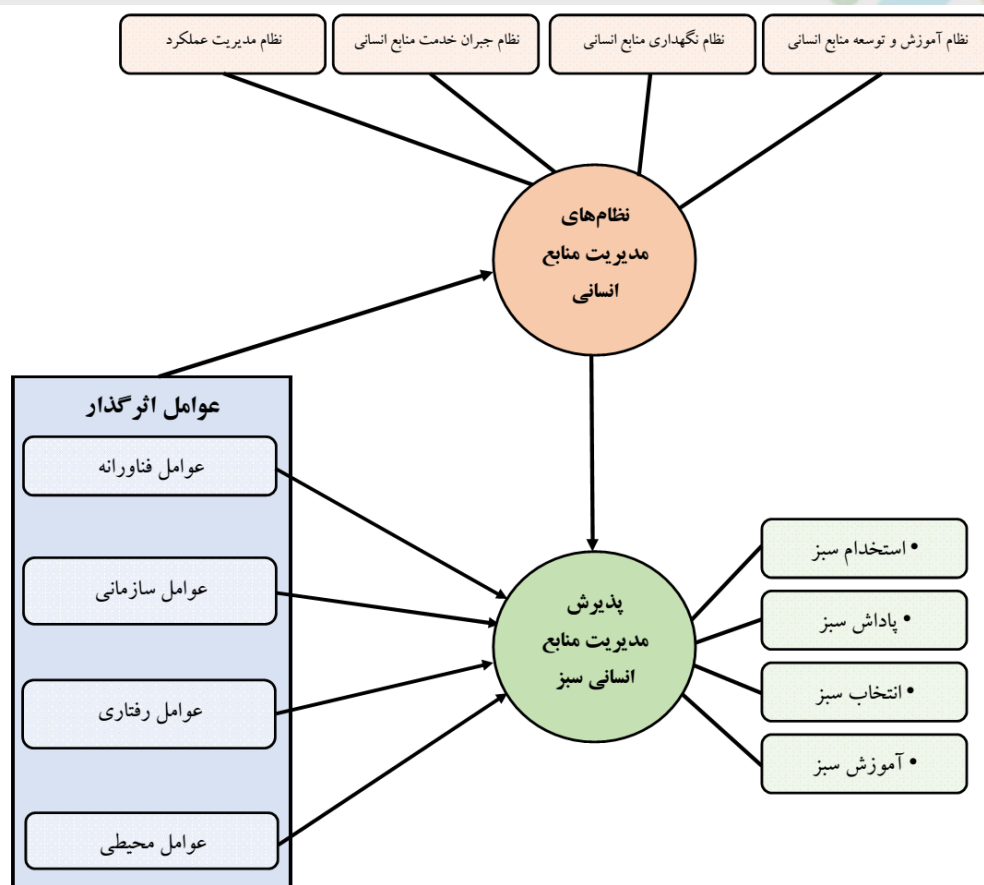 نظام آموزش و توسعه منابع انسانی
نظام نگهداری منابع انسانی
نظام جبران خدمت منابع انسانی
نظام مدیریت عملکرد
نظام‌های
مدیریت منابع
انسانی
عوامل اثرگذار
عوامل فناورانه
عوامل سازمانی
عوامل رفتاری
عوامل محیطی
پذیرش
مدیریت منابع
انسانی سبز
• استخدام سبز
• پاداش سبز
• انتخاب سبز
• آموزش سبز